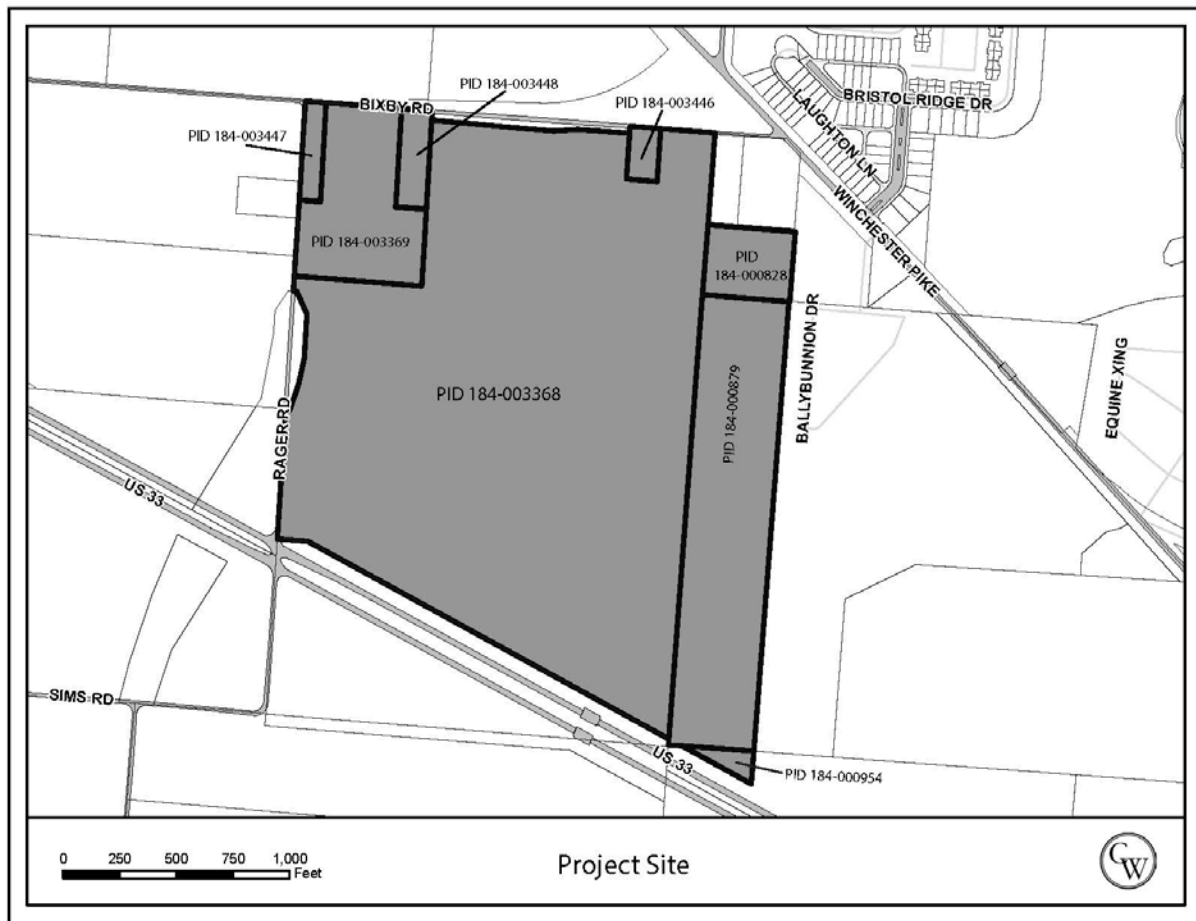 PID 184-003448
BIXBY RD
PID 184-003446
BRISTOL RIDGE DR
PID 184-003447
LAUGHTON LN
WINCHESTER PIKE
PID 184-003369
PID
184-000828
BALLYBUNNION DR
EQUINE XING
PID 184-003368
PID 184-000879
RAGER RD
US 33
SIMS RD
US 33
PID 184-000954
0 250 500 750 1,000
Feet
Project Site
CW